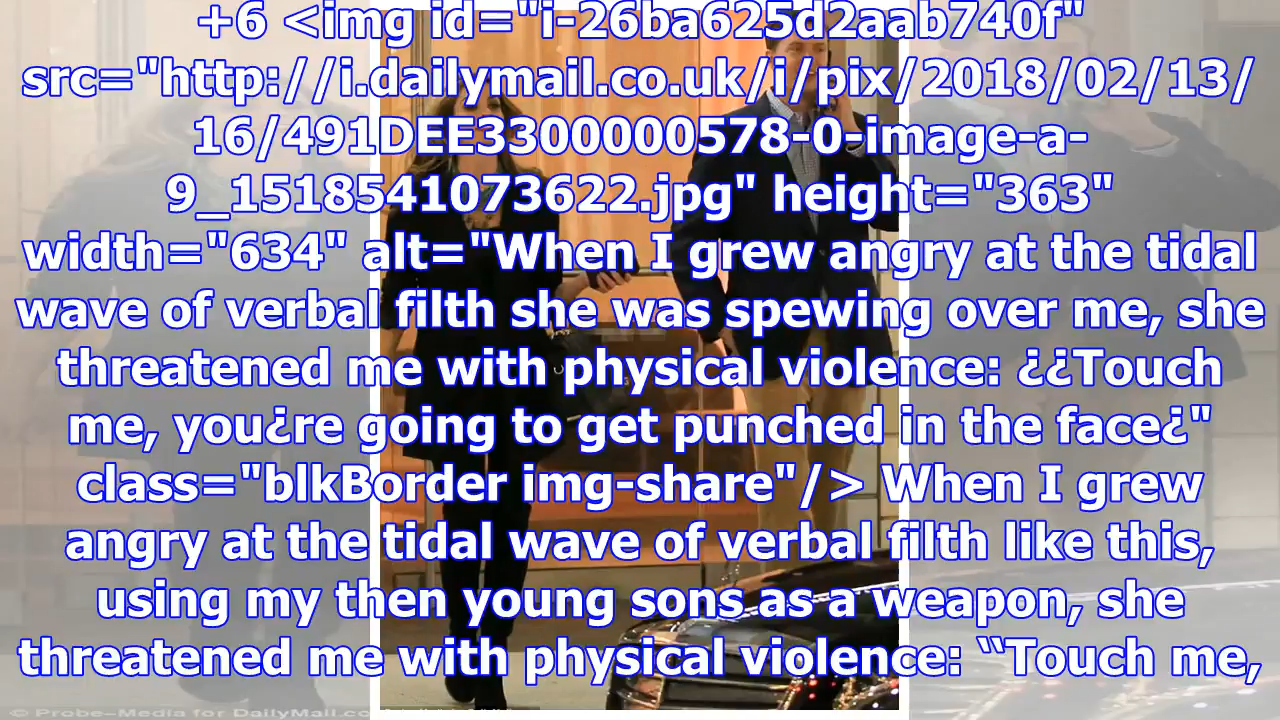 +6 <img id="i-26ba625d2aab740f"
src="http://i.dailymail.co.uk/i/pix/2018/02/13/
16/491DEE3300000578-0-image-a-
9_1518541073622.jpg" height="363"
width="634" alt="When I grew angry at the tidal
wave of verbal filth she was spewing over me, she
threatened me with physical violence: ¿¿Touch
me, you¿re going to get punched in the face¿"
class="blkBorder img-share"/> When I grew
angry at the tidal wave of verbal filth like this,
using my then young sons as a weapon, she
threatened me with physical violence: “Touch me,
© Probe-Media for DailyMail.co